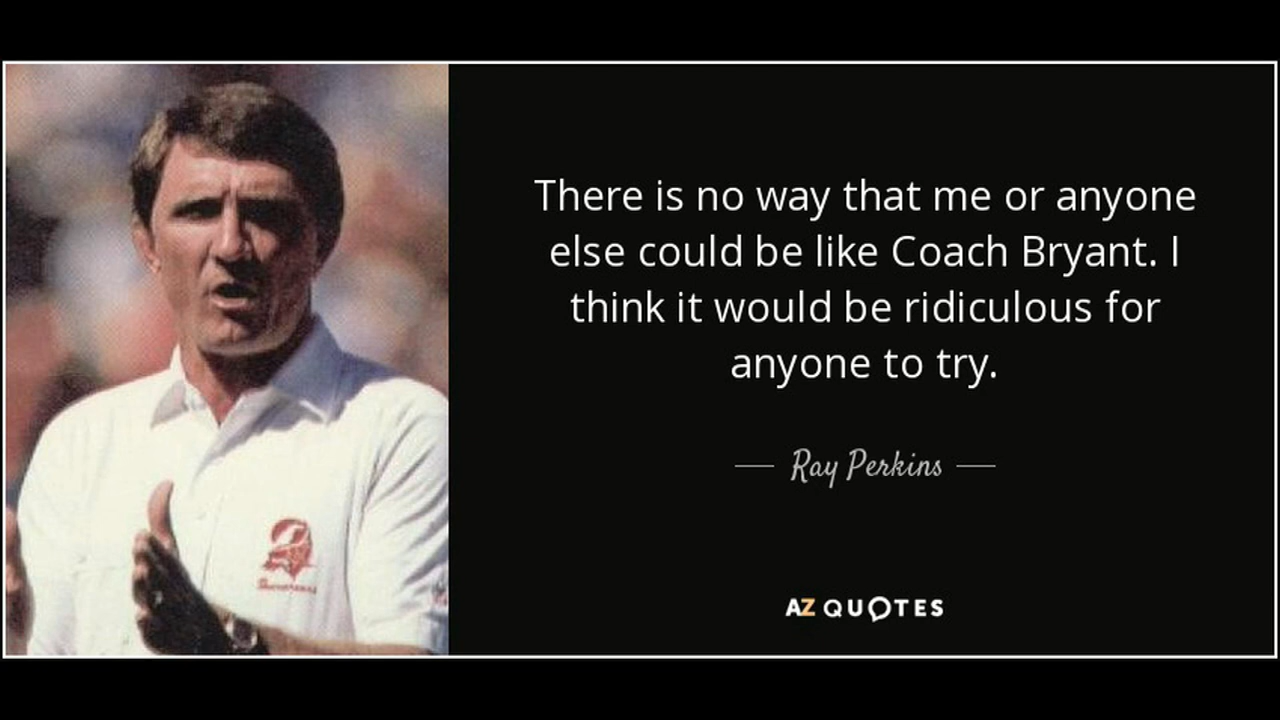 There is no way that me or anyone
else could be like Coach Bryant. I
think it would be ridiculous for
anyone to try.
Ray Perkins
AZ QUOTES
Buccaneers